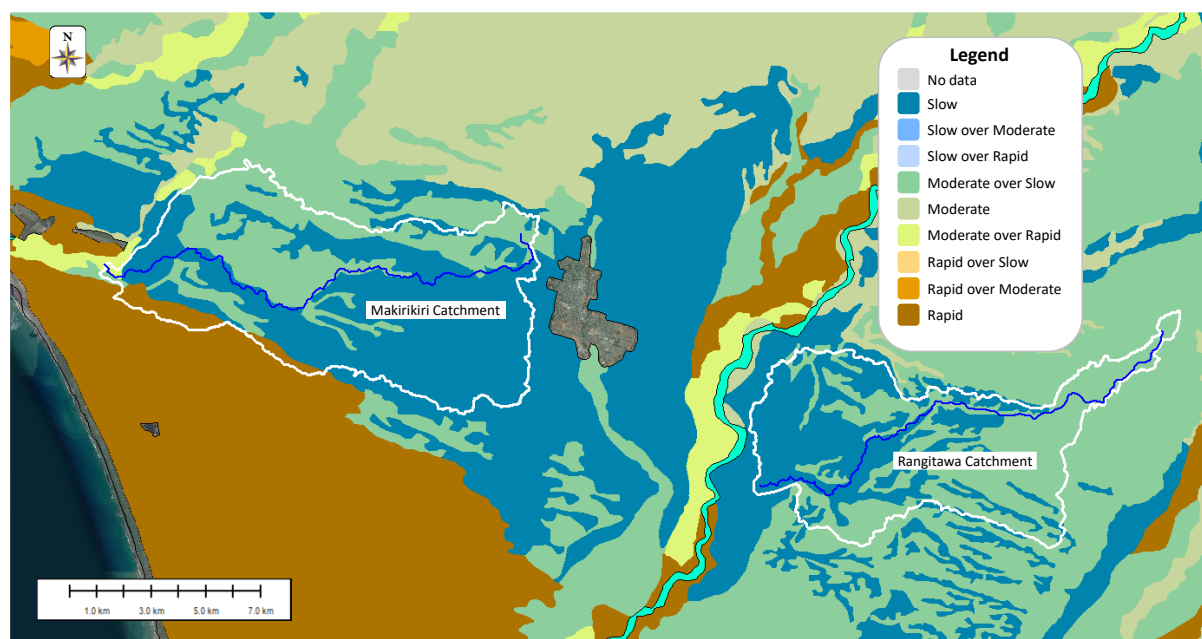 N
Legend
No data
Slow
Slow over Moderate
Slow over Rapid
Moderate over Slow
Moderate
Moderate over Rapid
Rapid over Slow
Rapid over Moderate
Rapid
Makirikiri Catchment
Rangitawa Catchment
1.0 km 3.0 km 5.0 km 7.0 km